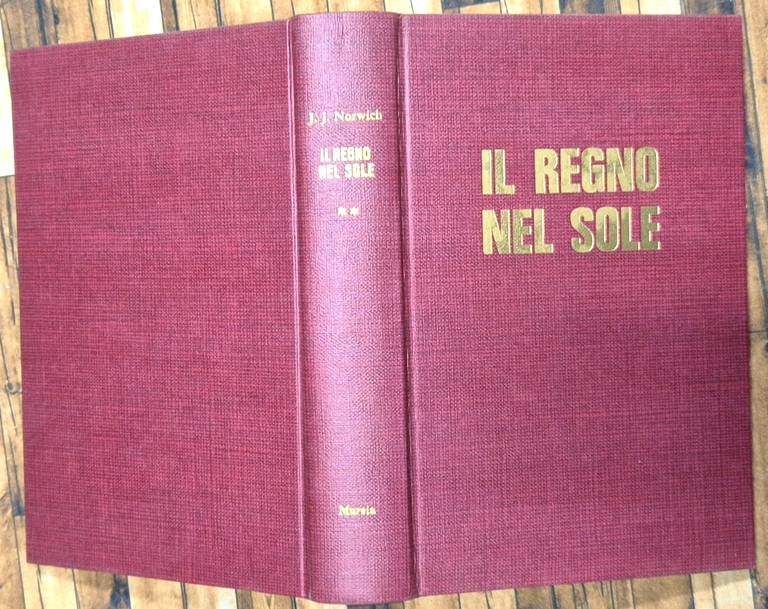 J. J. Norwich
IL REGNO
NEL SOLE
**
Mursia
IL REGNO
NEL SOLE